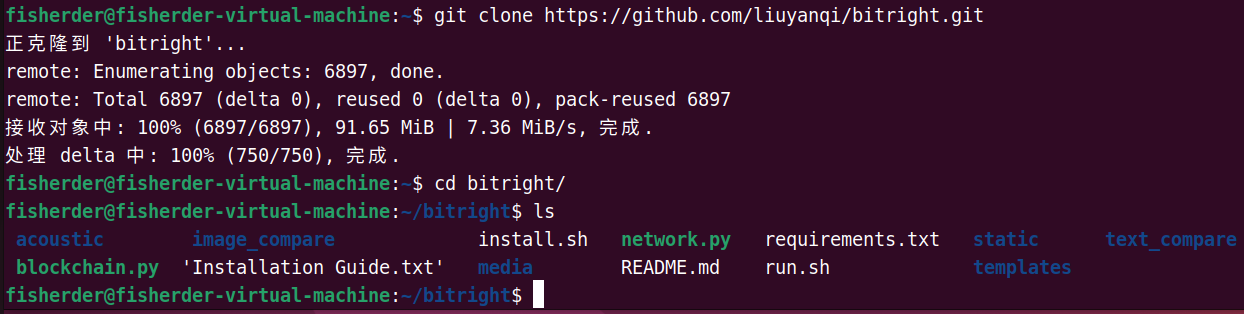 fisherder@fisherder-virtual-machine:~$ git clone https://github.com/liuyanqi/bitright.git
正克隆到 'bitright'...
remote: Enumerating objects: 6897, done.
remote: Total 6897 (delta 0), reused 0 (delta 0), pack-reused 6897
接收对象中: 100% (6897/6897), 91.65 MiB | 7.36 MiB/s, 完成.
处理 delta 中: 100% (750/750), 完成.
fisherder@fisherder-virtual-machine:~$ cd bitright/
fisherder@fisherder-virtual-machine:~/bitright$ ls
acoustic image_compare install.sh network.py requirements.txt static text_compare
blockchain.py 'Installation Guide.txt' media README.md run.sh templates
fisherder@fisherder-virtual-machine:~/bitright$